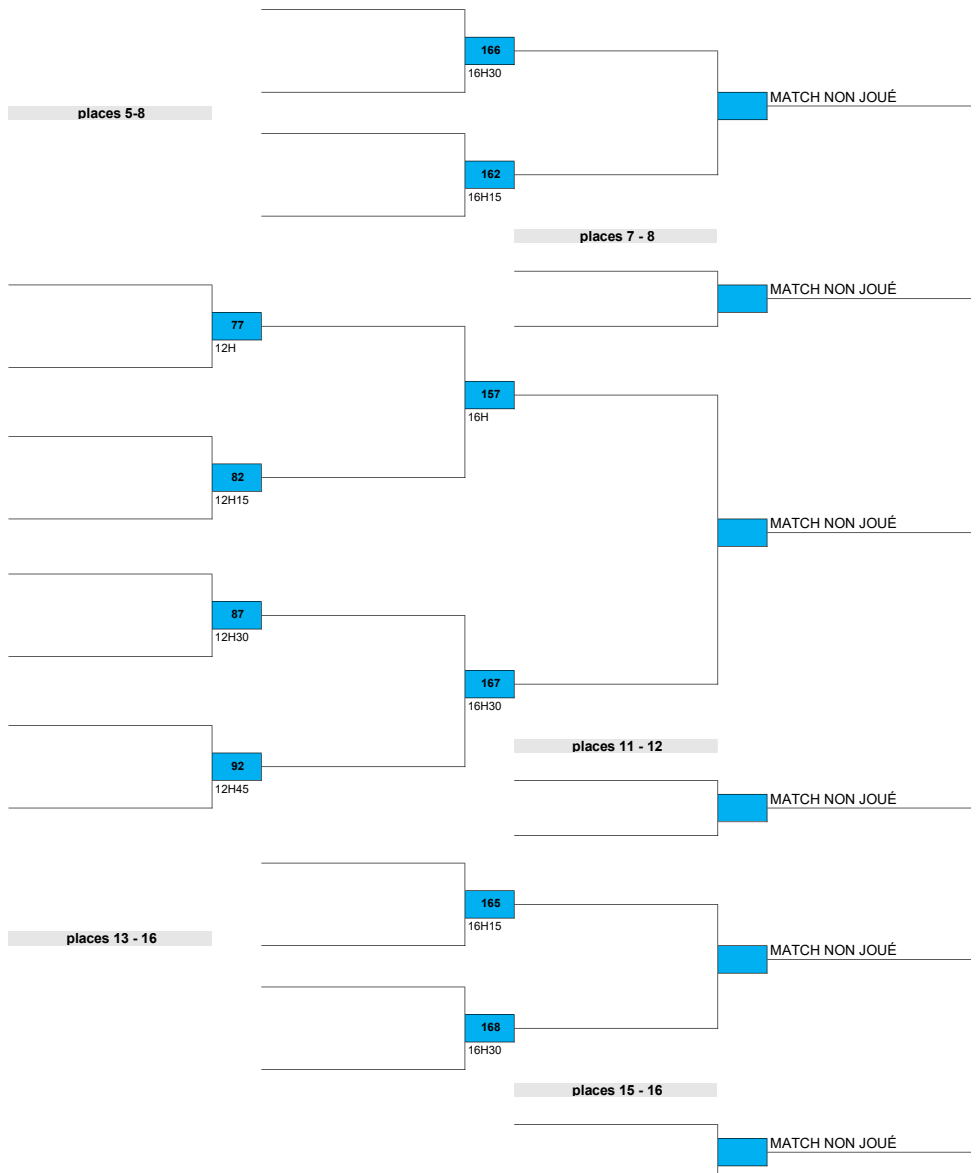 166
16H30
MATCH NON JOUÉ
places 5-8
162
16H15
places 7 - 8
MATCH NON JOUÉ
77
12H
157
16H
82
12H15
MATCH NON JOUÉ
87
12H30
167
16H30
places 11 - 12
92
12H45
MATCH NON JOUÉ
165
16H15
places 13 - 16
MATCH NON JOUÉ
168
16H30
places 15 - 16
MATCH NON JOUÉ